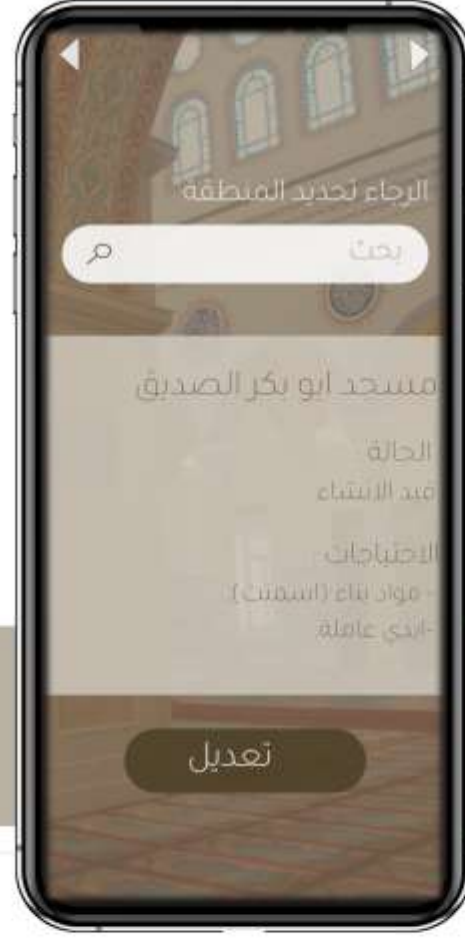 الرجاء تحديد المنطقة
بحث
مسجد ابو بكر الصديق
الحالة
قيد الانشاء
الاحتياجات
- مواد بناء (اسمنت).
-ايدي عاملة.
تعديل